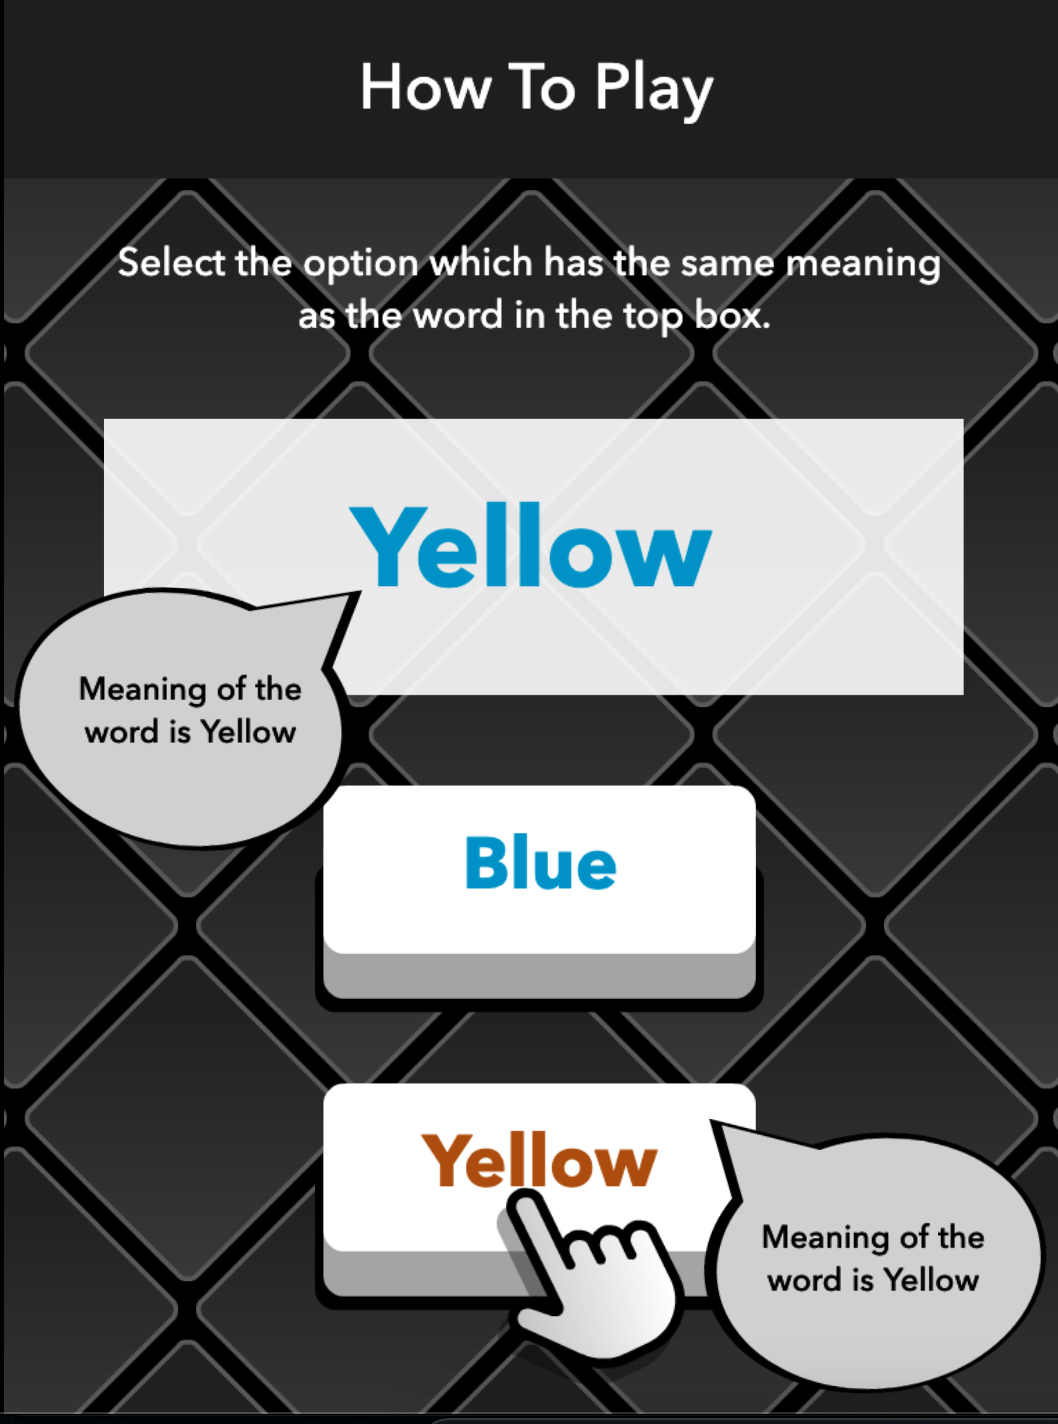 How To Play
Select the option which has the same meaning
as the word in the top box.
Yellow
Meaning of the
word is Yellow
Blue
Yellow
Meaning of the
word is Yellow